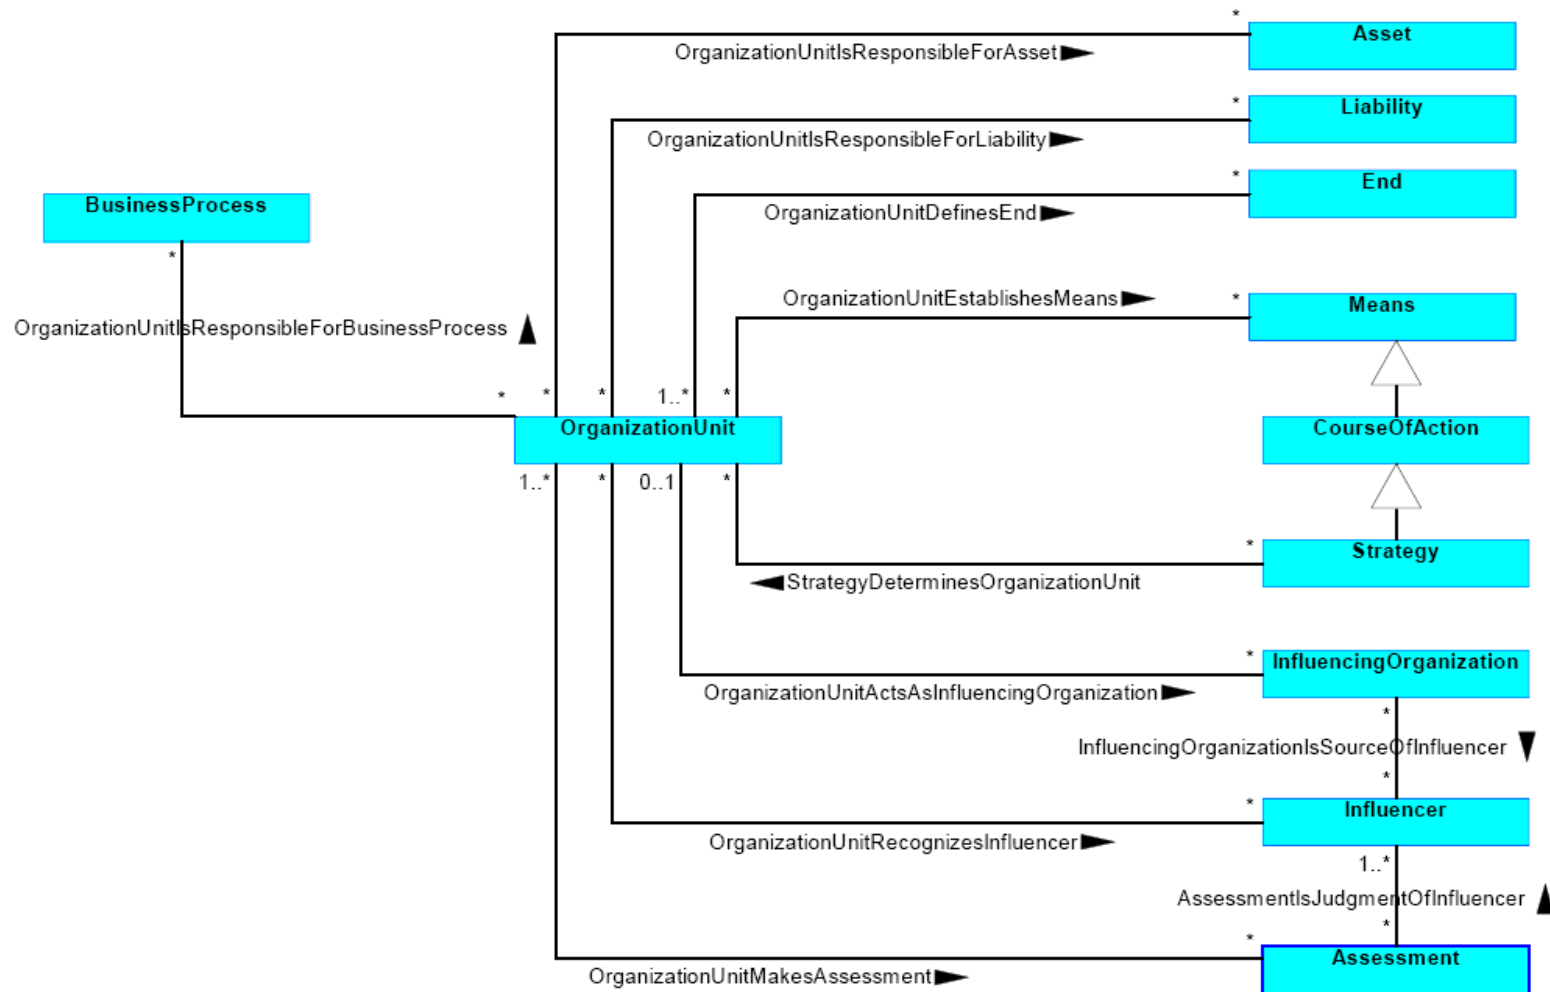 *
Asset
OrganizationUnitIsResponsibleForAsset
*
Liability
OrganizationUnitIsResponsibleForLiability
*
End
BusinessProcess
OrganizationUnitDefinesEnd
*
OrganizationUnitEstablishesMeans
*
Means
OrganizationUnitIsResponsibleForBusinessProcess
* * * 1..* *
OrganizationUnit
CourseOfAction
1..* * 0..1 *
*
Strategy
StrategyDeterminesOrganizationUnit
*
InfluencingOrganization
OrganizationUnitActsAsInfluencingOrganization
*
InfluencingOrganizationIsSourceOfInfluencer
*
*
Influencer
OrganizationUnitRecognizesInfluencer
1..*
AssessmentIsJudgmentOfInfluencer
*
*
Assessment
OrganizationUnitMakesAssessment